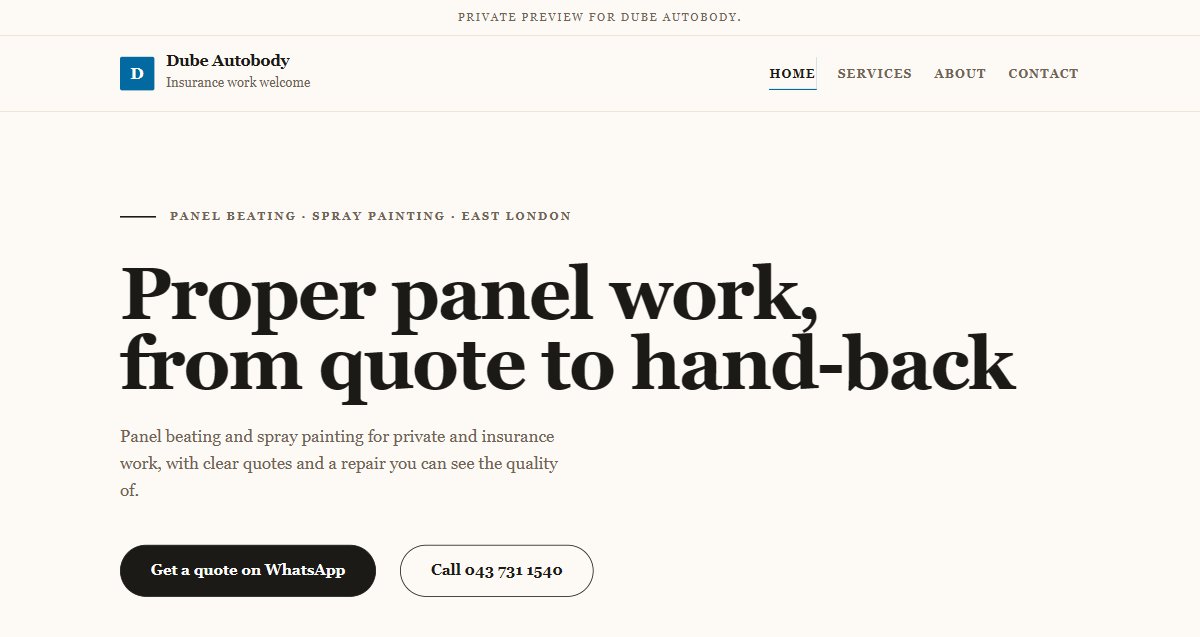 PRIVATE PREVIEW FOR DUBE AUTOBODY.
D
Dube Autobody
Insurance work welcome
HOME SERVICES ABOUT CONTACT
PANEL BEATING · SPRAY PAINTING · EAST LONDON
Proper panel work,
from quote to hand-back
Panel beating and spray painting for private and insurance
work, with clear quotes and a repair you can see the quality
of.
Get a quote on WhatsApp
Call 043 731 1540